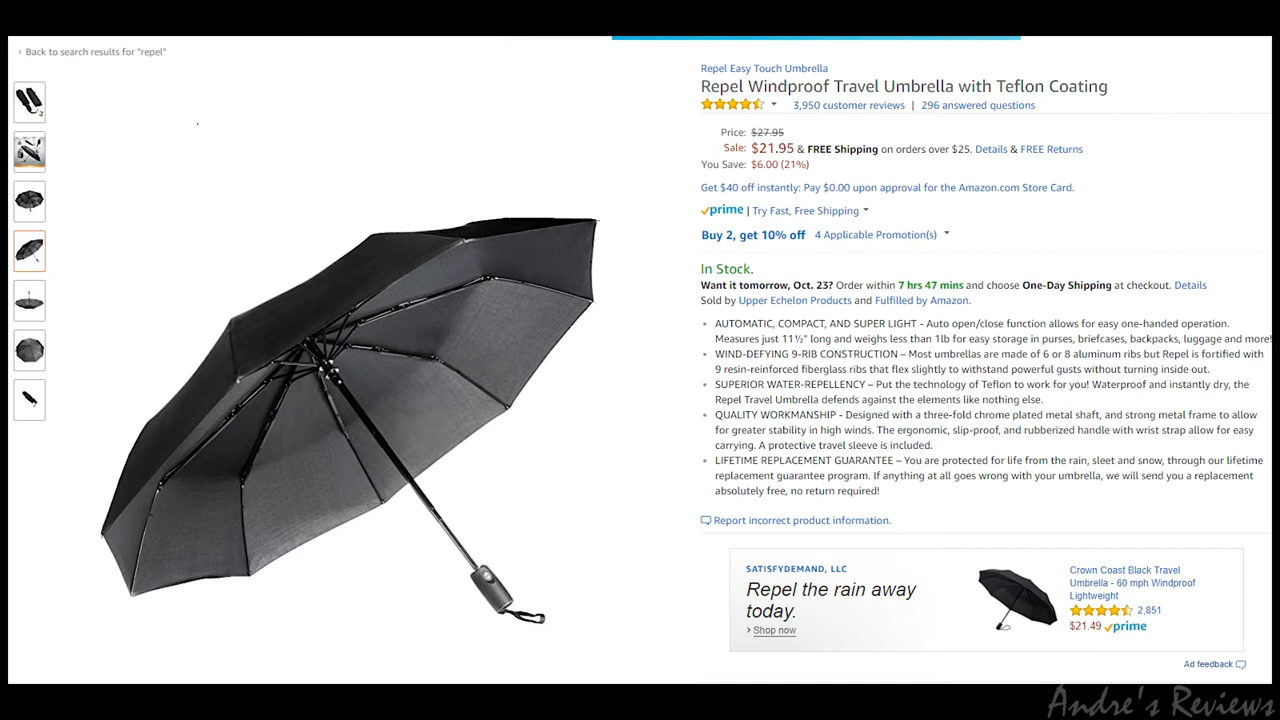 ‹ Back to search results for "repel"
Repel Easy Touch Umbrella
Repel Windproof Travel Umbrella with Teflon Coating
3,950 customer reviews | 296 answered questions
Price: $27.95
Sale: $21.95 & FREE Shipping on orders over $25. Details & FREE Returns
You Save: $6.00 (21%)
Get $40 off instantly: Pay $0.00 upon approval for the Amazon.com Store Card.
prime | Try Fast, Free Shipping
Buy 2, get 10% off 4 Applicable Promotion(s)
In Stock.
Want it tomorrow, Oct. 23? Order within 7 hrs 47 mins and choose One-Day Shipping at checkout. Details
Sold by Upper Echelon Products and Fulfilled by Amazon.
• AUTOMATIC, COMPACT, AND SUPER LIGHT - Auto open/close function allows for easy one-handed operation.
Measures just 11½" long and weighs less than 1lb for easy storage in purses, briefcases, backpacks, luggage and more!
• WIND-DEFYING 9-RIB CONSTRUCTION – Most umbrellas are made of 6 or 8 aluminum ribs but Repel is fortified with
9 resin-reinforced fiberglass ribs that flex slightly to withstand powerful gusts without turning inside out.
• SUPERIOR WATER-REPELLENCY – Put the technology of Teflon to work for you! Waterproof and instantly dry, the
Repel Travel Umbrella defends against the elements like nothing else.
• QUALITY WORKMANSHIP - Designed with a three-fold chrome plated metal shaft, and strong metal frame to allow
for greater stability in high winds. The ergonomic, slip-proof, and rubberized handle with wrist strap allow for easy
carrying. A protective travel sleeve is included.
• LIFETIME REPLACEMENT GUARANTEE – You are protected for life from the rain, sleet and snow, through our lifetime
replacement guarantee program. If anything at all goes wrong with your umbrella, we will send you a replacement
absolutely free, no return required!
Report incorrect product information.
SATISFYDEMAND, LLC
Repel the rain away
today.
› Shop now
Crown Coast Black Travel
Umbrella - 60 mph Windproof
Lightweight
2,851
$21.49 prime
Ad feedback
Andre's Reviews